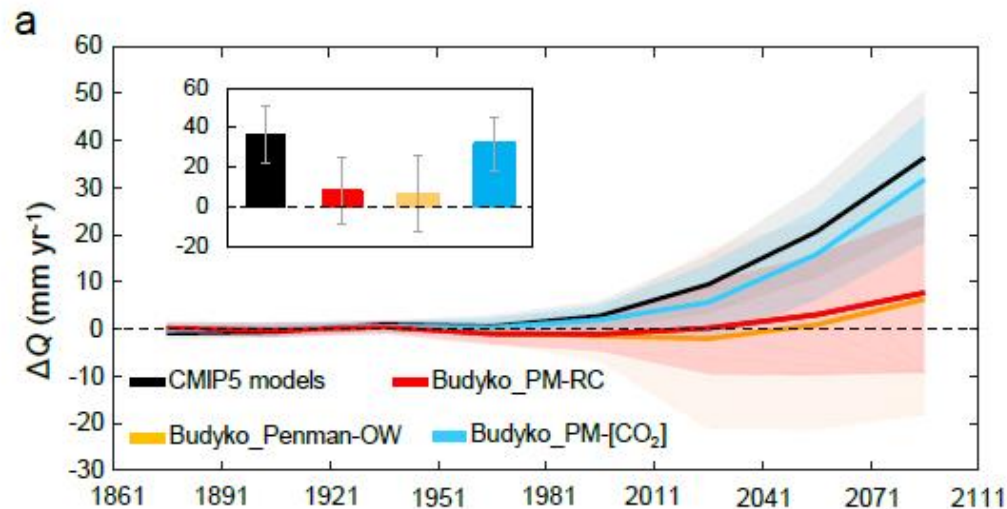 a
60
50
40
30
20
10
0
-10
-20
-30
ΔQ (mm yr⁻¹)
60
40
20
0
-20
CMIP5 models
Budyko_PM-RC
Budyko_Penman-OW
Budyko_PM-[CO₂]
1861 1891 1921 1951 1981 2011 2041 2071 2111